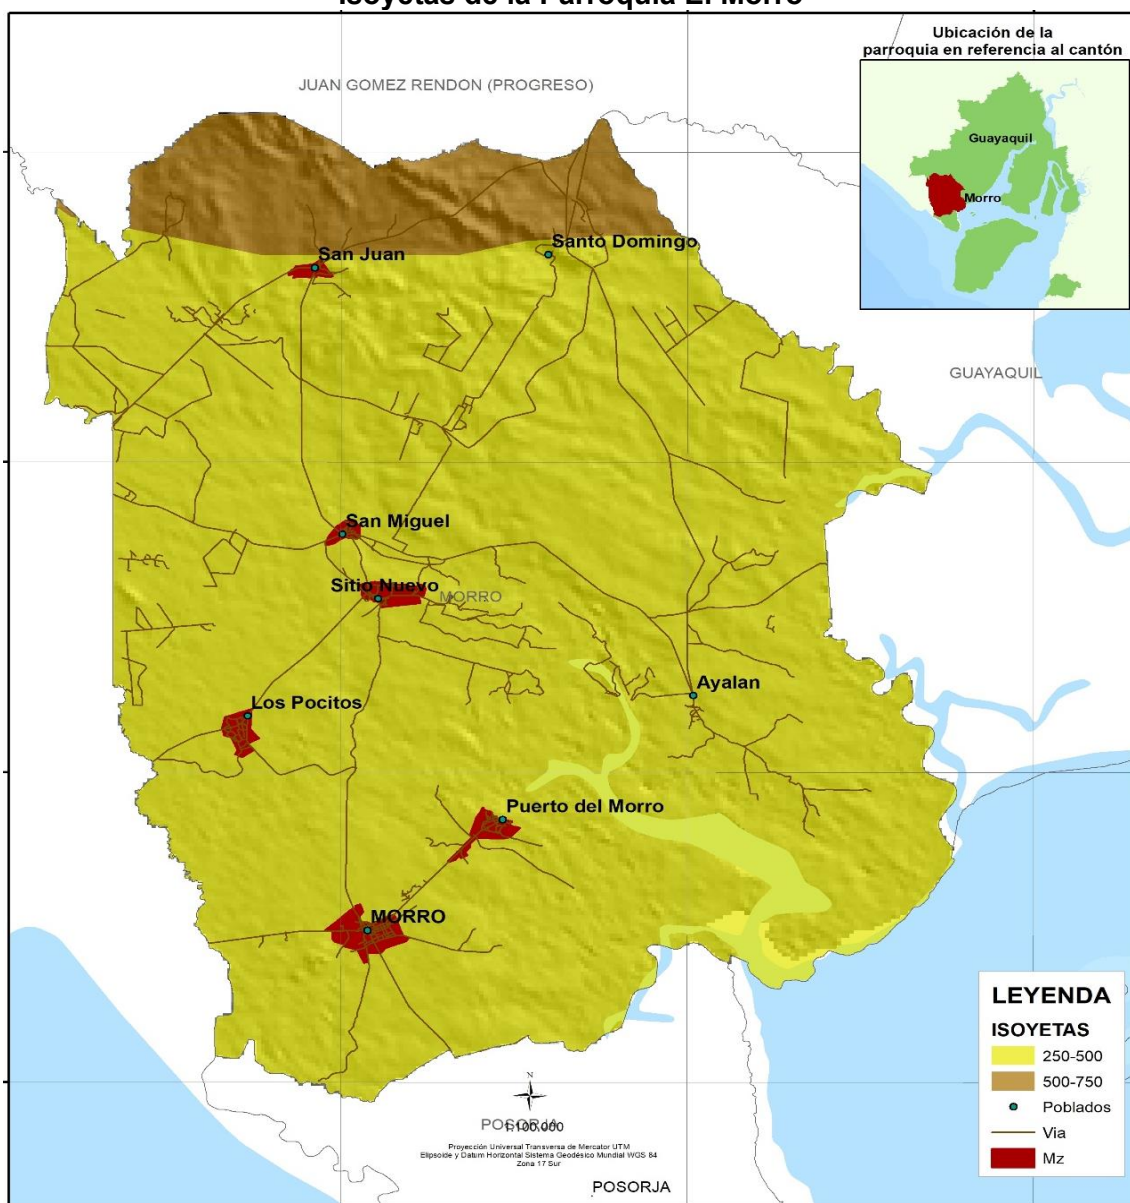 Isoyetas de la Parroquia El Morro
Ubicación de la
parroquia en referencia al cantón
Guayaquil
Morro
JUAN GOMEZ RENDON (PROGRESO)
Santo Domingo
San Juan
GUAYAQUIL
San Miguel
Sitio Nuevo
MORRO
Ayalan
Los Pocitos
Puerto del Morro
MORRO
LEYENDA
ISOYETAS
250-500
500-750
Poblados
Via
Mz
N
POSORJA
1:100.000
Proyección Universal Transversa de Mercator UTM
Elipsoide y Datum Horizontal Sistema Geodésico Mundial WGS 84
Zona 17 Sur
POSORJA